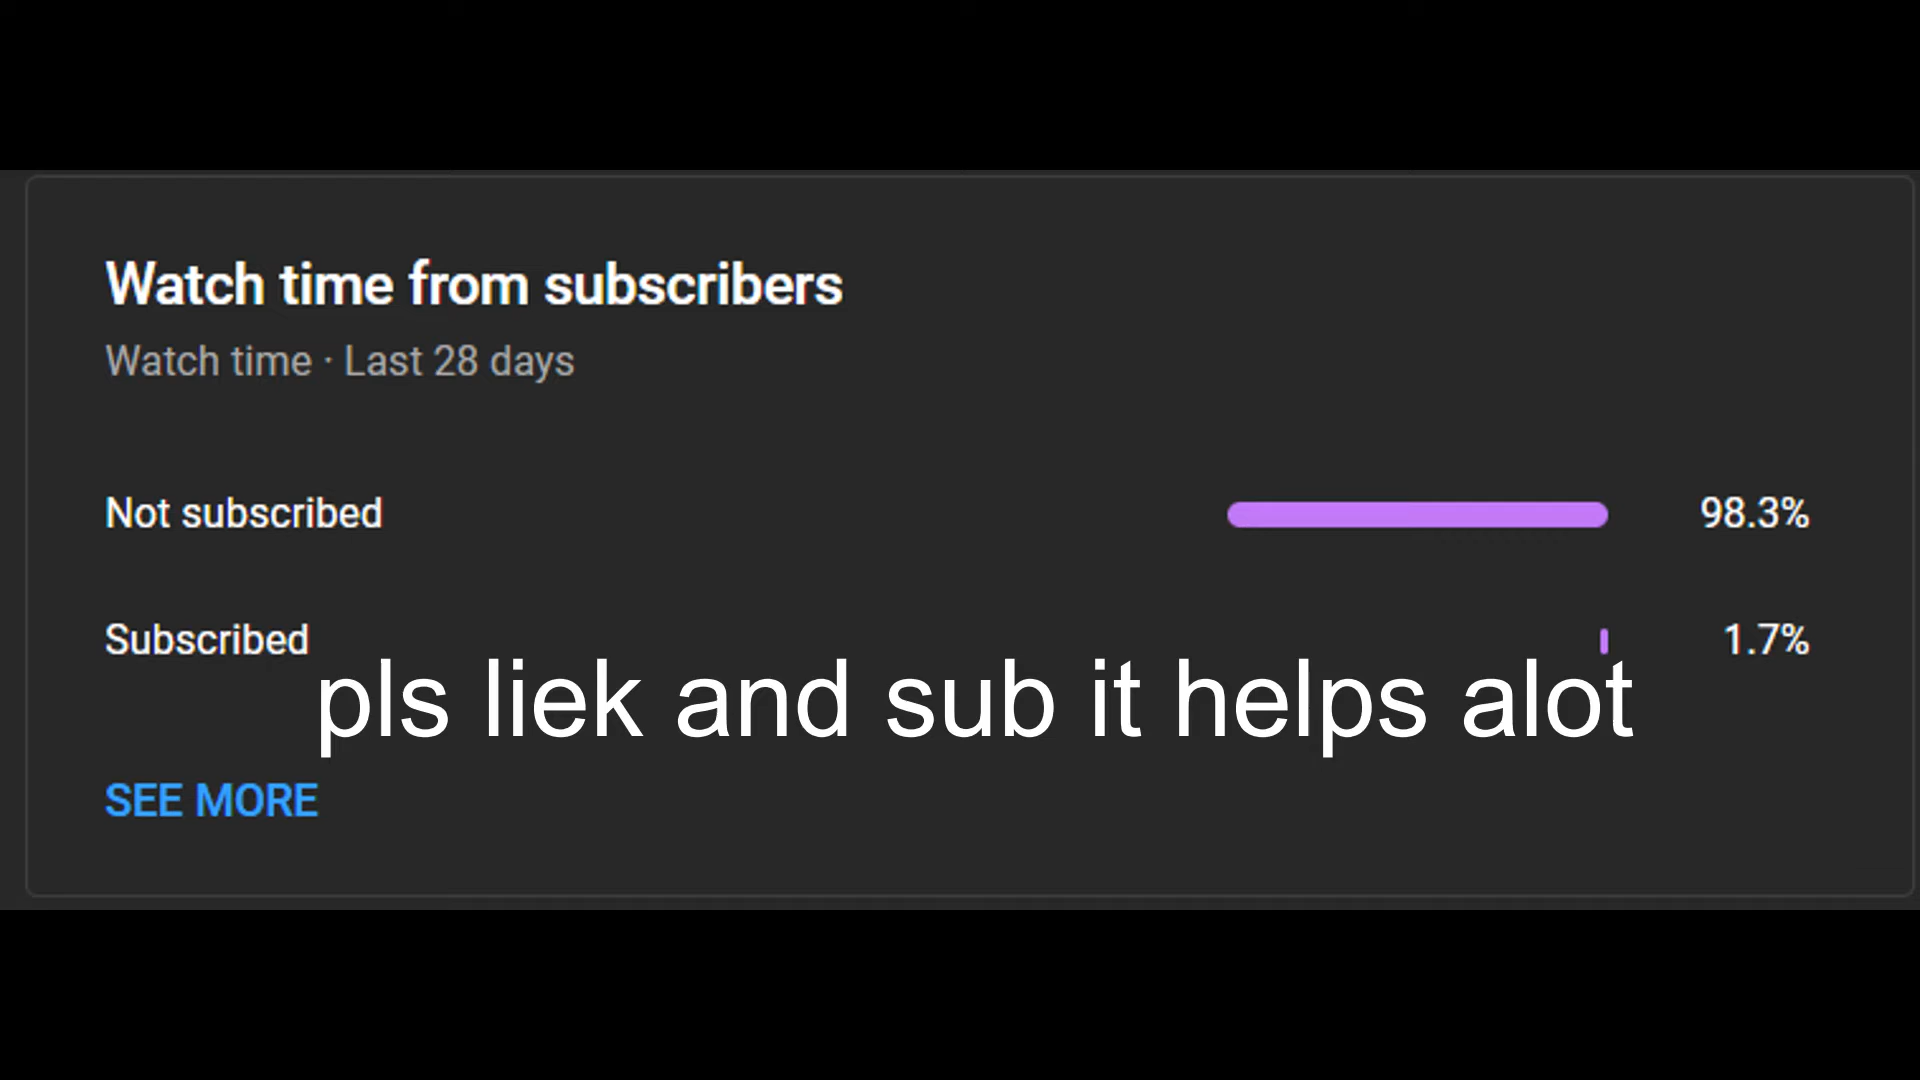 Watch time from subscribers
Watch time · Last 28 days
Not subscribed 98.3%
Subscribed 1.7%
pls liek and sub it helps alot
SEE MORE